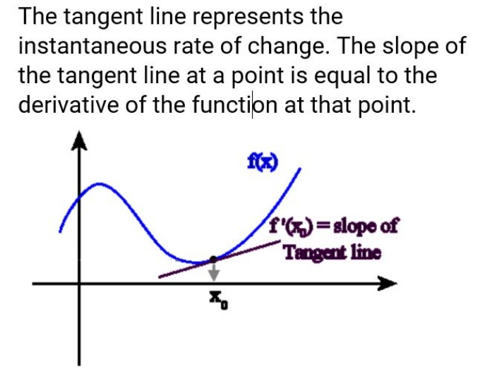 The tangent line represents the
instantaneous rate of change. The slope of
the tangent line at a point is equal to the
derivative of the function at that point.
f(x)
f'(x₀)=slope of
Tangent line
x₀